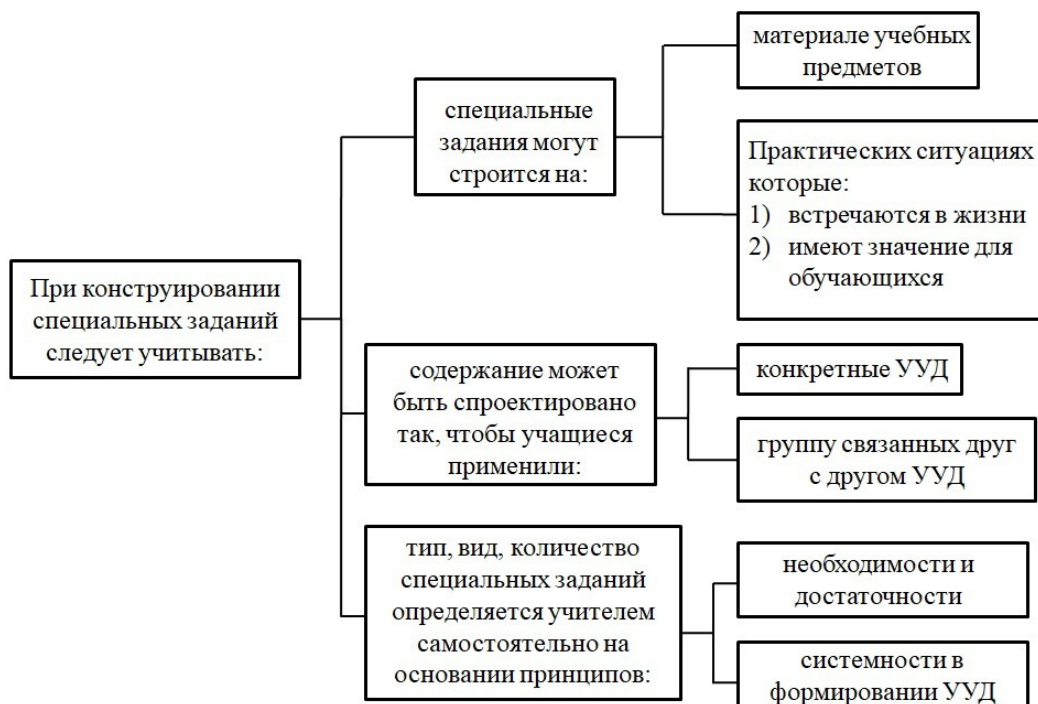 При конструировании
специальных заданий
следует учитывать:
специальные
задания могут
строится на:
материале учебных
предметов
Практических ситуациях
которые:
1) встречаются в жизни
2) имеют значение для
обучающихся
содержание может
быть спроектировано
так, чтобы учащиеся
применили:
конкретные УУД
группу связанных друг
с другом УУД
тип, вид, количество
специальных заданий
определяется учителем
самостоятельно на
основании принципов:
необходимости и
достаточности
системности в
формировании УУД